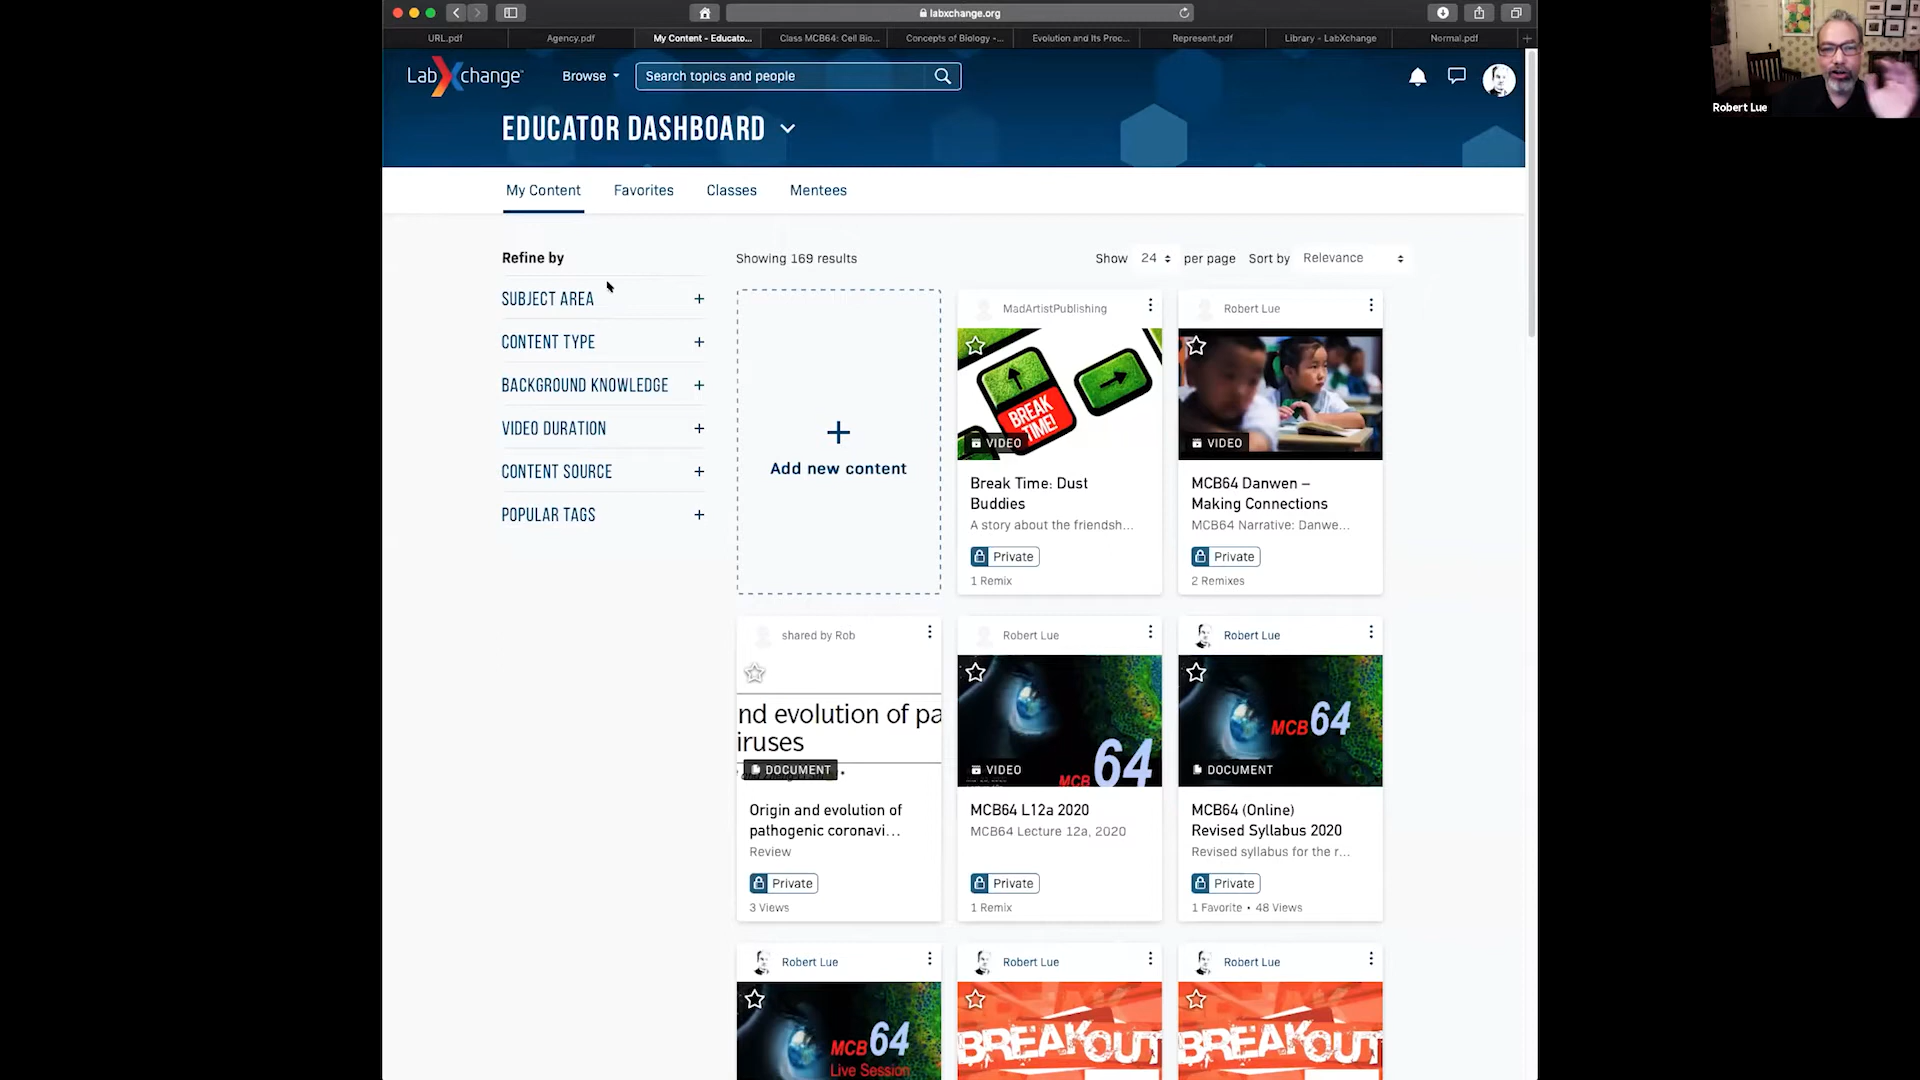 labxchange.org
URL.pdf
Agency.pdf
My Content - Educato...
Class MCB64: Cell Bio...
Concepts of Biology -...
Evolution and Its Proc...
Represent.pdf
Library - LabXchange
Normal.pdf
LabXchange
Browse
Search topics and people
Robert Lue
EDUCATOR DASHBOARD
My Content
Favorites
Classes
Mentees
Refine by
SUBJECT AREA
CONTENT TYPE
BACKGROUND KNOWLEDGE
VIDEO DURATION
CONTENT SOURCE
POPULAR TAGS
Showing 169 results
Show 24 per page Sort by Relevance
Add new content
MadArtistPublishing
BREAK
TIME!
VIDEO
Break Time: Dust
Buddies
A story about the friendsh...
Private
1 Remix
Robert Lue
VIDEO
MCB64 Danwen –
Making Connections
MCB64 Narrative: Danwe...
Private
2 Remixes
shared by Rob
nd evolution of pa
iruses
DOCUMENT
Origin and evolution of
pathogenic coronavi...
Review
Private
3 Views
Robert Lue
MCB 64
VIDEO
MCB64 L12a 2020
MCB64 Lecture 12a, 2020
Private
1 Remix
Robert Lue
MCB 64
DOCUMENT
MCB64 (Online)
Revised Syllabus 2020
Revised syllabus for the r...
Private
1 Favorite • 48 Views
Robert Lue
MCB 64
Live Session
Robert Lue
BREAKOUT
Robert Lue
BREAKOUT